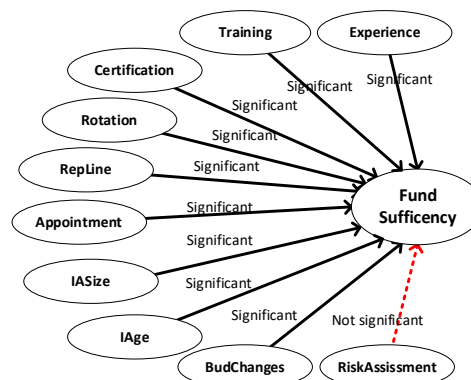 Training
Experience
Significant
Significant
Certification
Significant
Rotation
Significant
RepLine
Significant
Fund
Sufficency
Appointment
Significant
Significant
IASize
Significant
IAge
Significant
Not significant
BudChanges
RiskAssissment